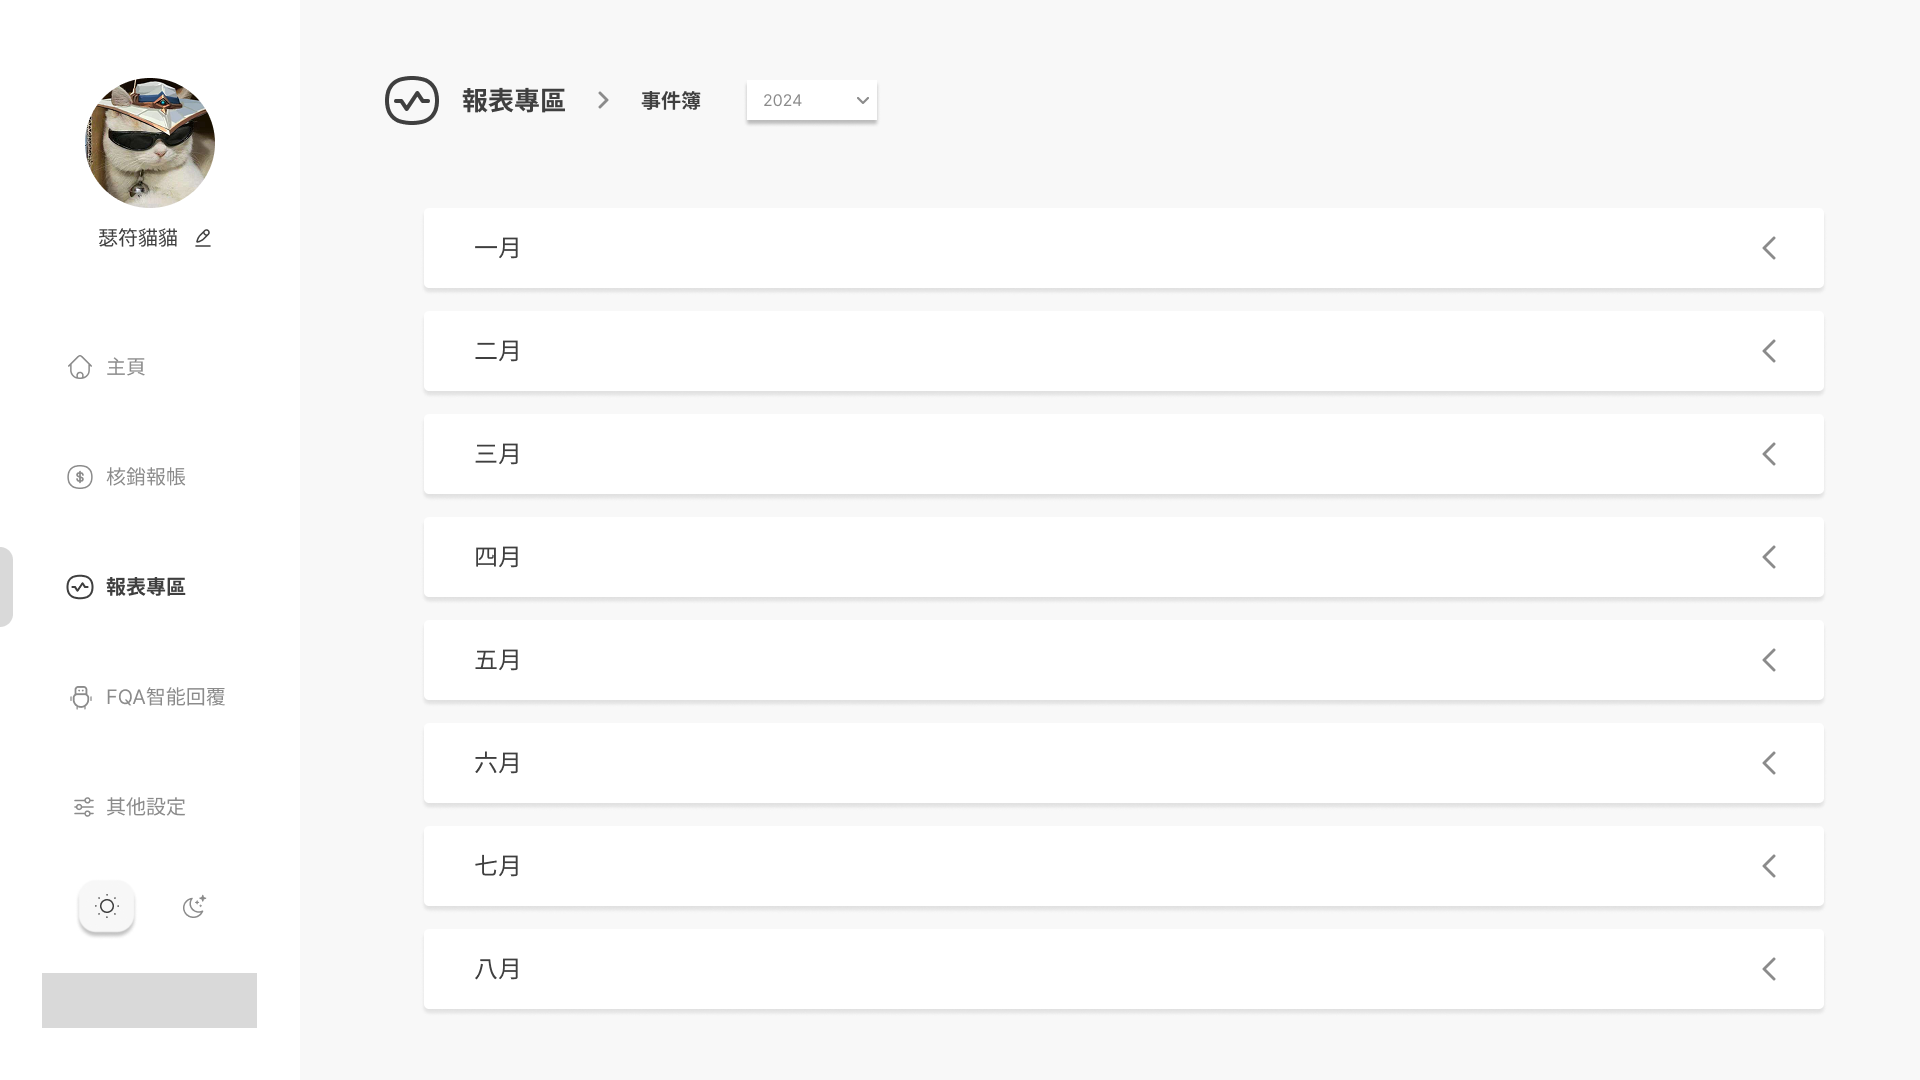 瑟符貓貓
主頁
核銷報帳
報表專區
FQA智能回覆
其他設定
報表專區
事件簿
2024
一月
二月
三月
四月
五月
六月
七月
八月